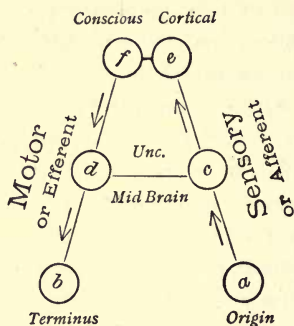 Conscious Cortical
f e
Motor
or Efferent
Unc.
d c
Mid Brain
Sensory
or Afferent
b a
Terminus Origin